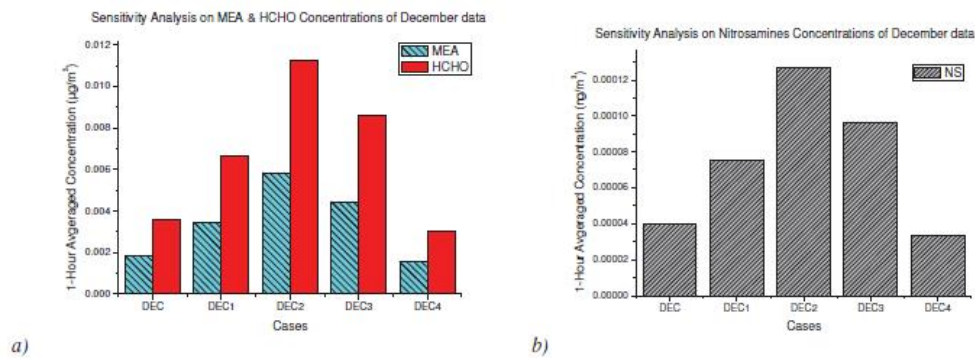 Sensitivity Analysis on MEA & HCHO Concentrations of December data
1-Hour Avgeraged Concentration (µg/m³)
0.012
0.010
0.008
0.006
0.004
0.002
0.000
MEA
HCHO
DEC DEC1 DEC2 DEC3 DEC4
Cases
a)
Sensitivity Analysis on Nitrosamines Concentrations of December data
1-Hour Avgeraged Concentration (ng/m³)
0.00012
0.00010
0.00008
0.00006
0.00004
0.00002
0.00000
NS
DEC DEC1 DEC2 DEC3 DEC4
Cases
b)